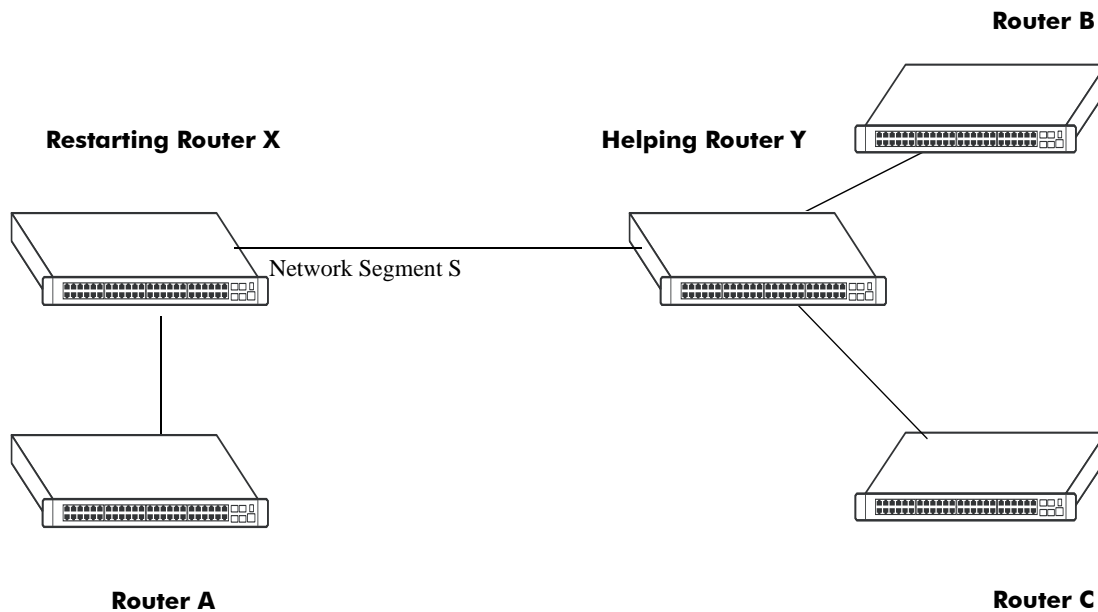 Router B
Restarting Router X
Helping Router Y
Network Segment S
Router A
Router C